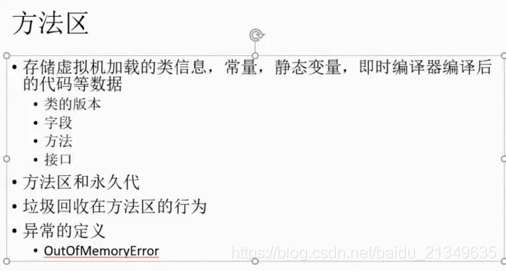 方法区
• 存储虚拟机加载的类信息，常量，静态变量，即时编译器编译后
的代码等数据
• 类的版本
• 字段
• 方法
• 接口
• 方法区和永久代
• 垃圾回收在方法区的行为
• 异常的定义
• OutOfMemoryError
https://blog.csdn.net/baidu_21349635